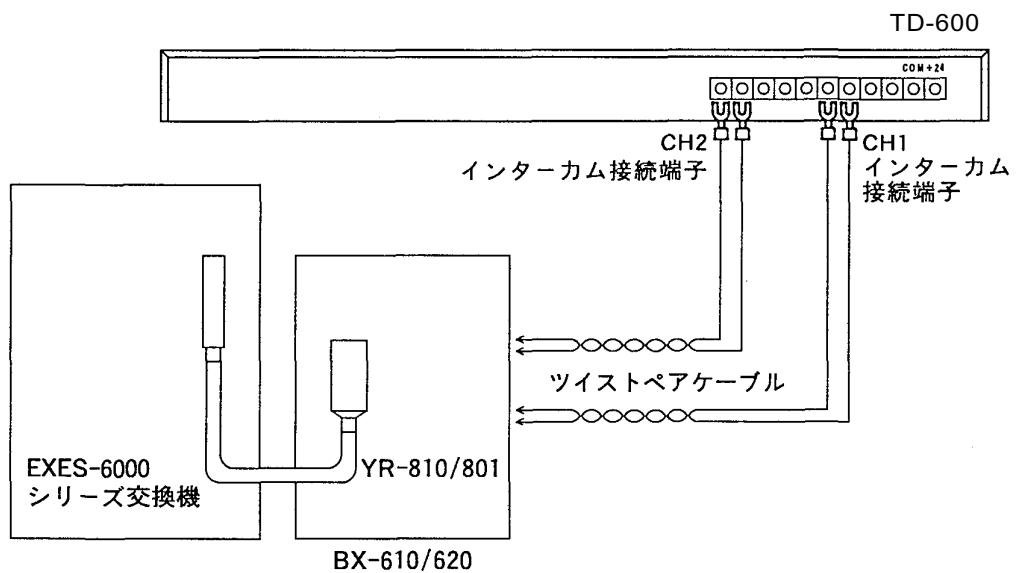 TD-600
COM+24
CH2
インターカム接続端子
CH1
インターカム
接続端子
ツイストペアケーブル
EXES-6000
シリーズ交換機
YR-810/801
BX-610/620